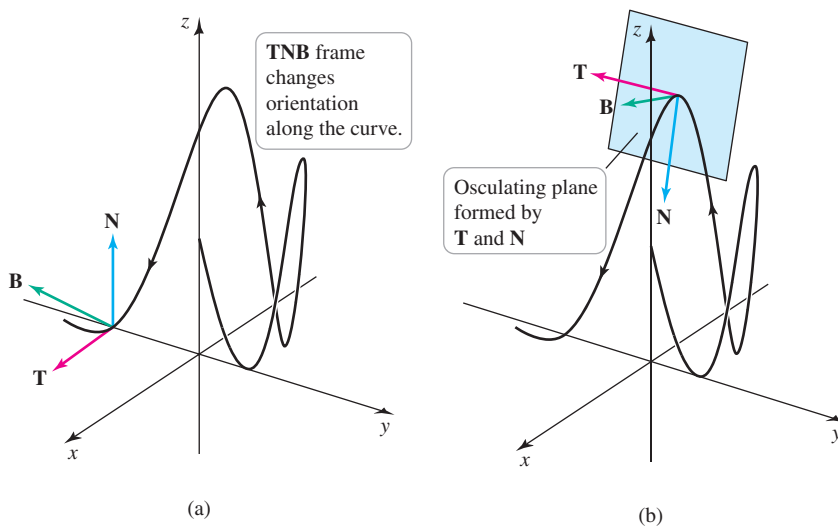 z
TNB frame
changes
orientation
along the curve.
N
B
T
x
y
(a)
z
T
B
Osculating plane
formed by
T and N
N
x
y
(b)